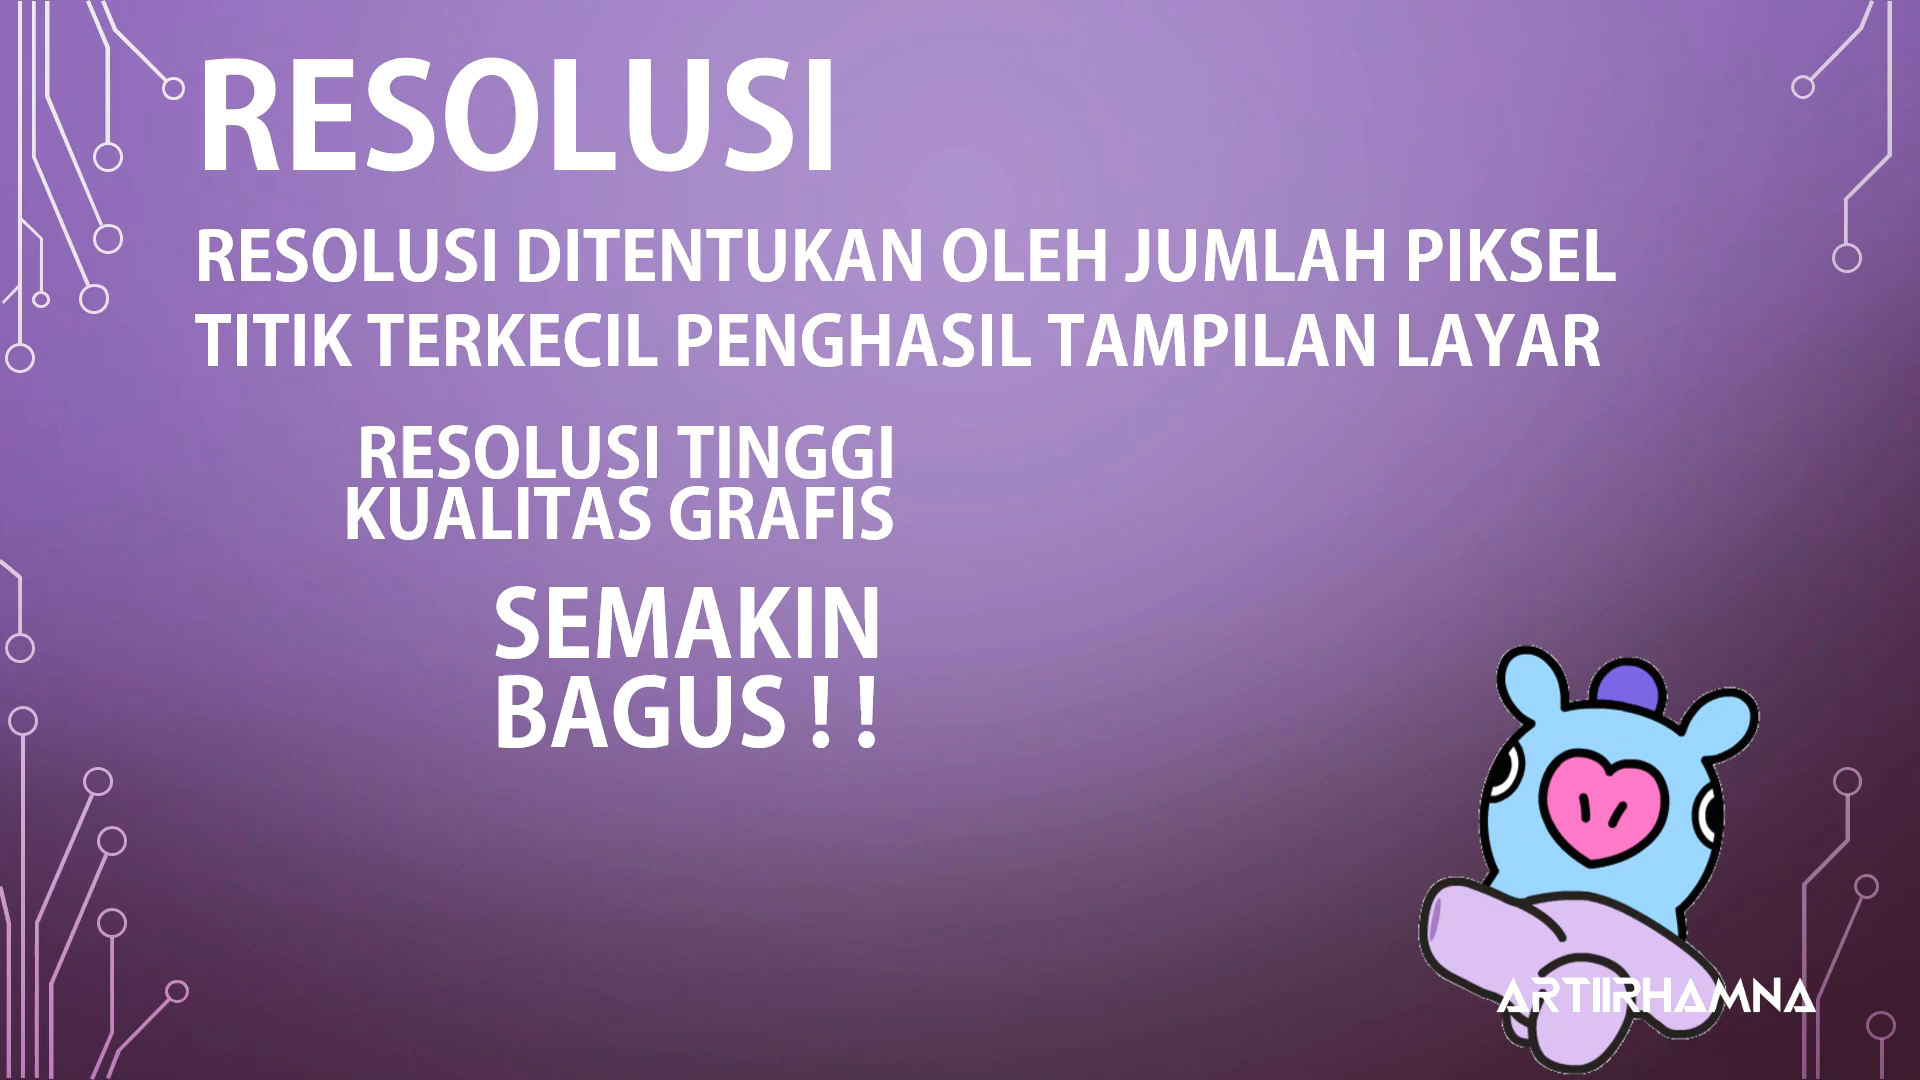 RESOLUSI
RESOLUSI DITENTUKAN OLEH JUMLAH PIKSEL
TITIK TERKECIL PENGHASIL TAMPILAN LAYAR
RESOLUSI TINGGI
KUALITAS GRAFIS
SEMAKIN
BAGUS ! !
ARTIIRHAMNA